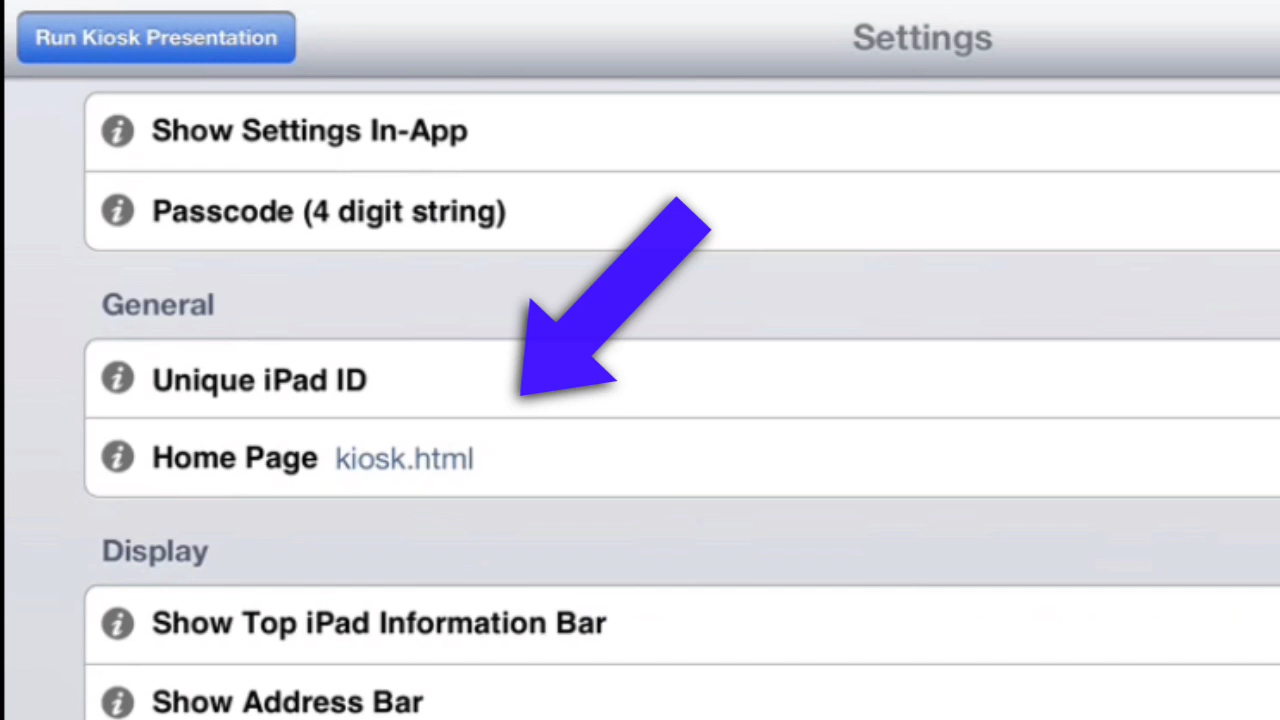 Run Kiosk Presentation
Settings
Show Settings In-App
Passcode (4 digit string)
General
Unique iPad ID
Home Page kiosk.html
Display
Show Top iPad Information Bar
Show Address Bar